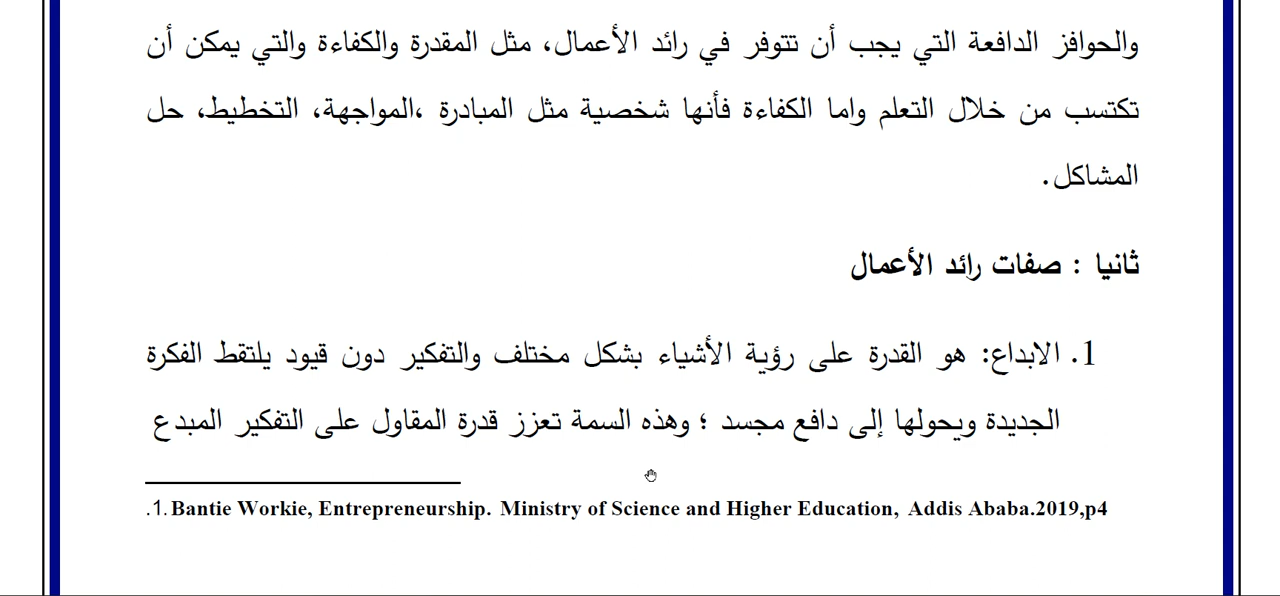 والحوافز الدافعة التي يجب أن تتوفر في رائد الأعمال، مثل المقدرة والكفاءة والتي يمكن أن
تكتسب من خلال التعلم واما الكفاءة فأنها شخصية مثل المبادرة ،المواجهة، التخطيط، حل
المشاكل.
ثانيا : صفات رائد الأعمال
1. الابداع: هو القدرة على رؤية الأشياء بشكل مختلف والتفكير دون قيود يلتقط الفكرة
الجديدة ويحولها إلى دافع مجسد ؛ وهذه السمة تعزز قدرة المقاول على التفكير المبدع
.1. Bantie Workie, Entrepreneurship. Ministry of Science and Higher Education, Addis Ababa.2019,p4